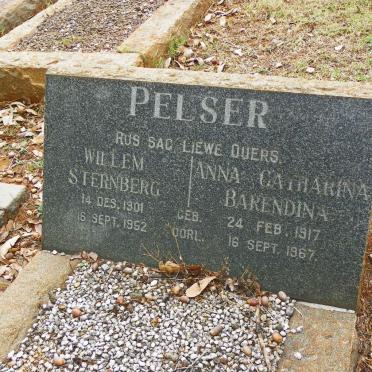 PELSER
RUS SAG LIEWE OUERS.
WILLEM STERNBERG
14 DES. 1901
16 SEPT. 1952
GEB.
OORL.
ANNA CATHARINA
BARENDINA
24 FEB. 1917
16 SEPT. 1967.